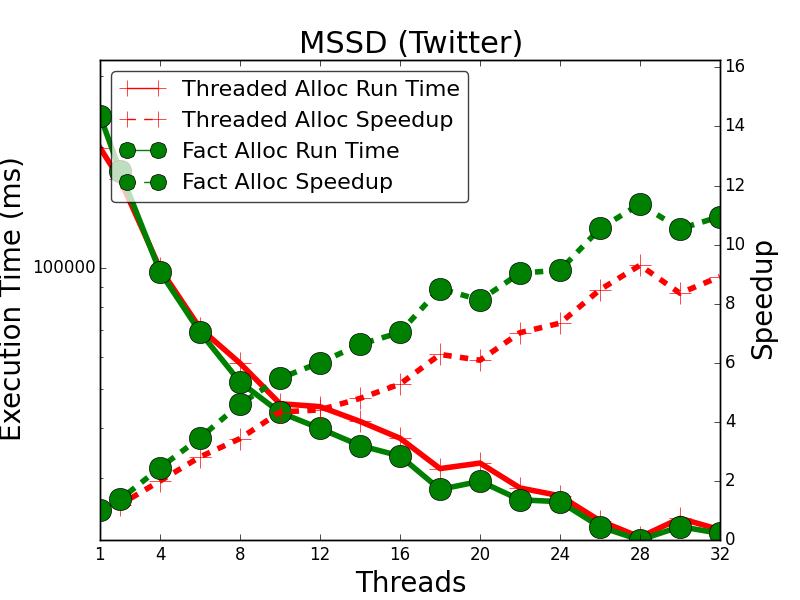 MSSD (Twitter)
Threaded Alloc Run Time
Threaded Alloc Speedup
Fact Alloc Run Time
Fact Alloc Speedup
Execution Time (ms)
100000
16
14
12
10
8
6
4
2
0
Speedup
1 4 8 12 16 20 24 28 32
Threads